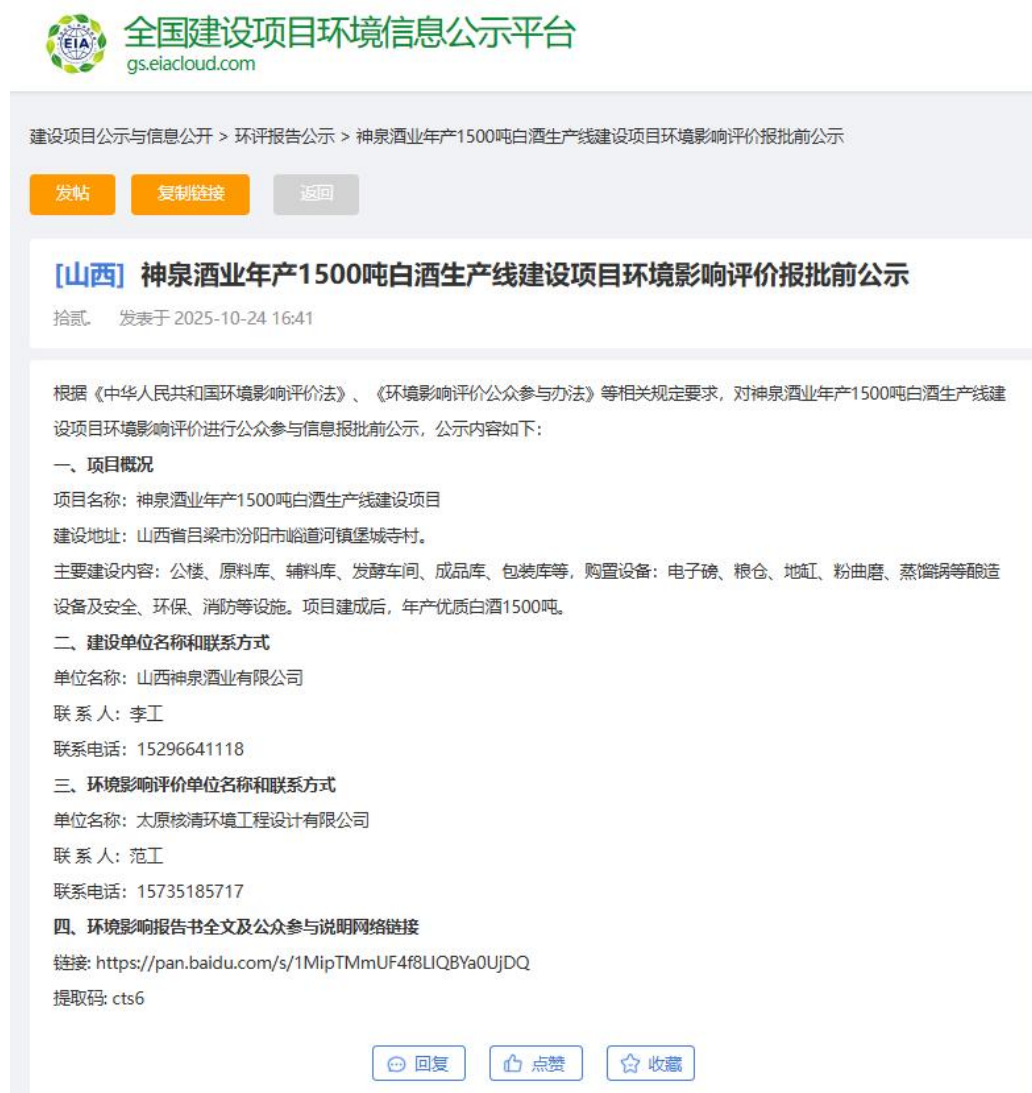 EIA
全国建设项目环境信息公示平台
gs.eiacloud.com
建设项目公示与信息公开 > 环评报告公示 > 神泉酒业年产1500吨白酒生产线建设项目环境影响评价报批前公示
发帖 复制链接 返回
[山西] 神泉酒业年产1500吨白酒生产线建设项目环境影响评价报批前公示
拾贰. 发表于 2025-10-24 16:41
根据《中华人民共和国环境影响评价法》、《环境影响评价公众参与办法》等相关规定要求，对神泉酒业年产1500吨白酒生产线建
设项目环境影响评价进行公众参与信息报批前公示，公示内容如下：
一、项目概况
项目名称：神泉酒业年产1500吨白酒生产线建设项目
建设地址：山西省吕梁市汾阳市峪道河镇堡城寺村。
主要建设内容：公楼、原料库、辅料库、发酵车间、成品库、包装库等，购置设备：电子磅、粮仓、地缸、粉曲磨、蒸馏锅等酿造
设备及安全、环保、消防等设施。项目建成后，年产优质白酒1500吨。
二、建设单位名称和联系方式
单位名称：山西神泉酒业有限公司
联 系 人：李工
联系电话：15296641118
三、环境影响评价单位名称和联系方式
单位名称：太原核清环境工程设计有限公司
联 系 人：范工
联系电话：15735185717
四、环境影响报告书全文及公众参与说明网络链接
链接: https://pan.baidu.com/s/1MipTMmUF4f8LIQBYa0UjDQ
提取码: cts6
回复 点赞 收藏